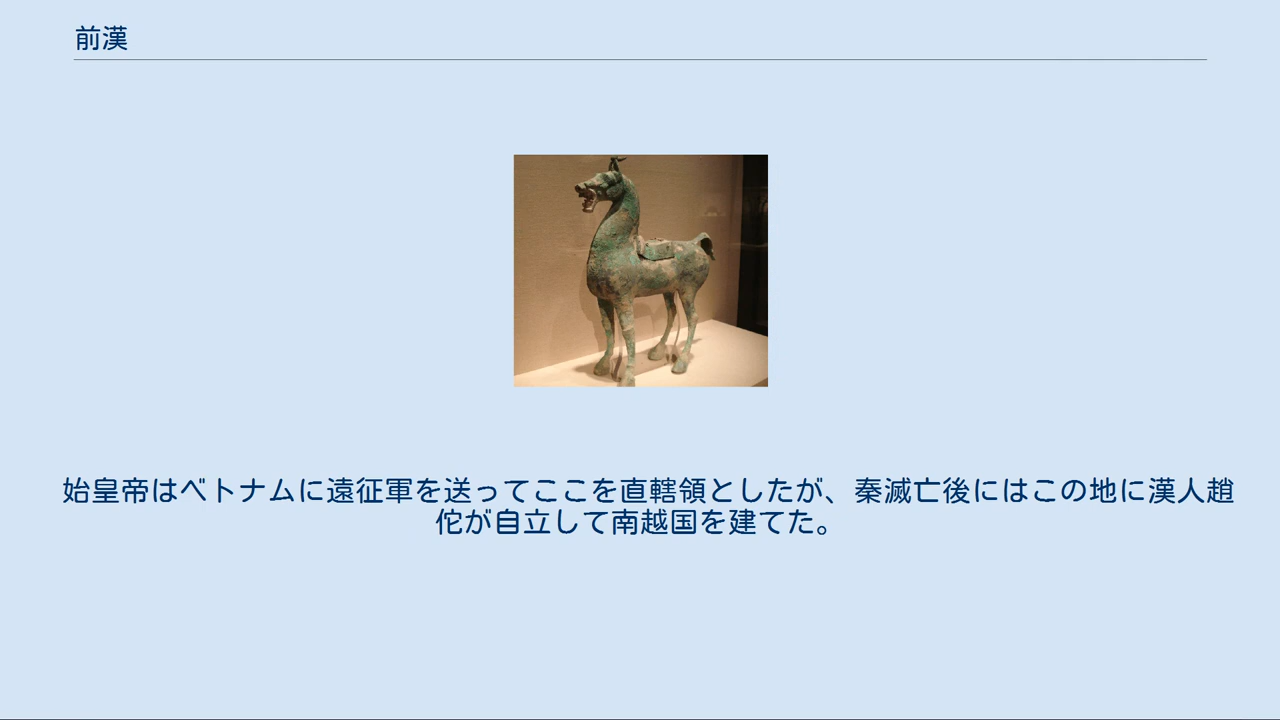 前漢
始皇帝はベトナムに遠征軍を送ってここを直轄領としたが、秦滅亡後にはこの地に漢人趙
佗が自立して南越国を建てた。